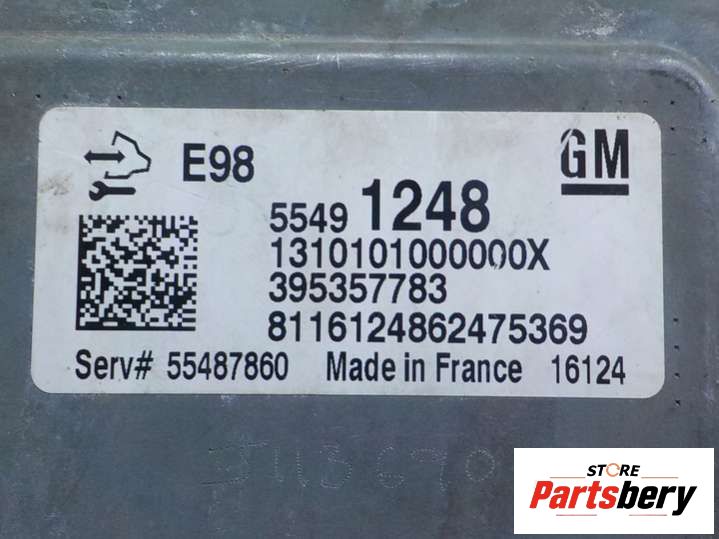 E98
GM
5549 1248
1310101000000X
395357783
8116124862475369
Serv# 55487860 Made in France 16124
STORE
Partsbery